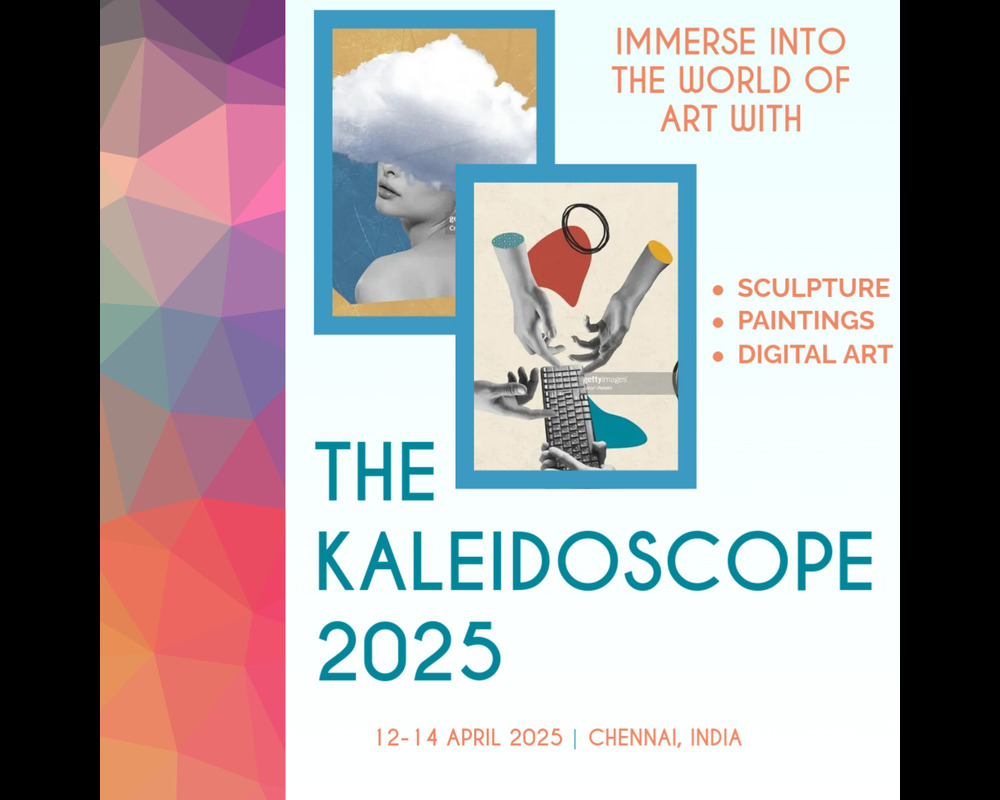 IMMERSE INTO
THE WORLD OF
ART WITH
• SCULPTURE
• PAINTINGS
• DIGITAL ART
gettyimages
THE
KALEIDOSCOPE
2025
12-14 APRIL 2025 | CHENNAI, INDIA